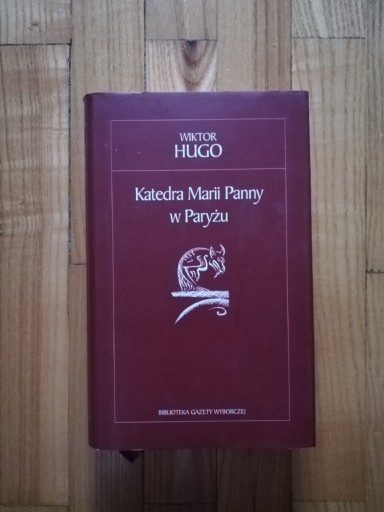 WIKTOR
HUGO
Katedra Marii Panny
w Paryżu
BIBLIOTEKA GAZETY WYBORCZEJ